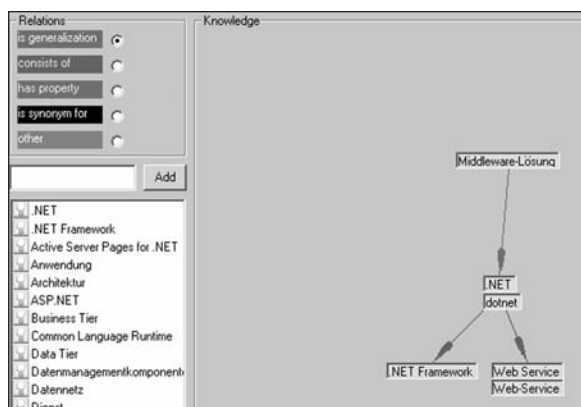 Relations
is generalization
consists of
has property
is synonym for
other
Add
.NET
.NET Framework
Active Server Pages for .NET
Anwendung
Architektur
ASP.NET
Business Tier
Common Language Runtime
Data Tier
Datenmanagementkomponente
Datennetz
Dienst
Knowledge
Middleware-Lösung
.NET
dotnet
.NET Framework
Web Service
Web-Service